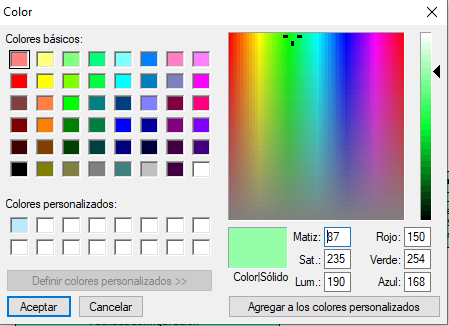 Color
Colores básicos:
Colores personalizados:
Definir colores personalizados >>
Aceptar
Cancelar
Color|Sólido
Matiz: 87
Sat.: 235
Lum.: 190
Rojo: 150
Verde: 254
Azul: 168
Agregar a los colores personalizados